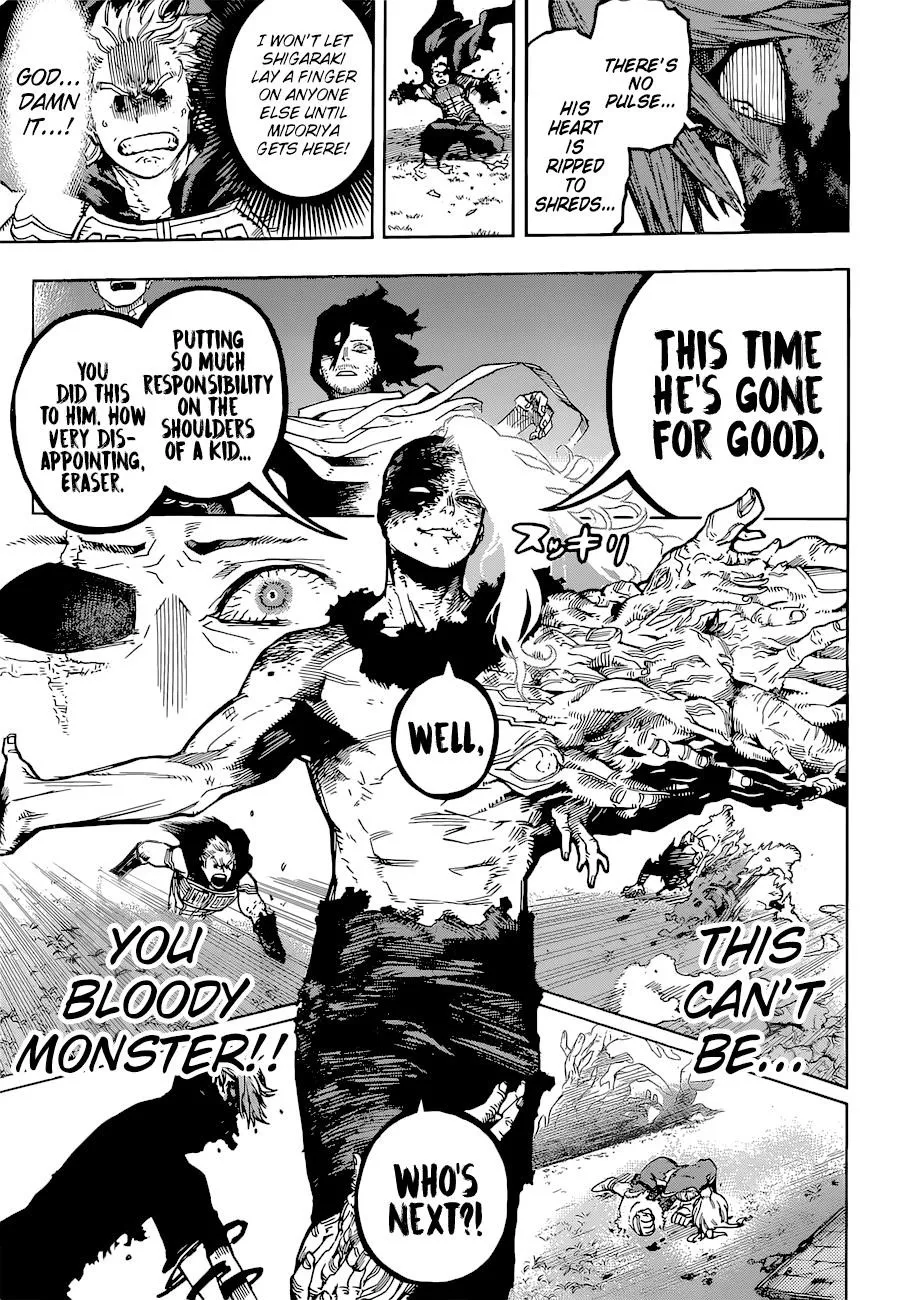 THERE'S
NO
PULSE...
HIS
HEART
IS
RIPPED
TO
SHREDS...
I WON'T LET
SHIGARAKI
LAY A FINGER
ON ANYONE
ELSE UNTIL
MIDORIYA
GETS HERE!
GOD...
DAMN
IT...!
THIS TIME
HE'S GONE
FOR GOOD.
PUTTING
SO MUCH
RESPONSIBILITY
ON THE
SHOULDERS
OF A KID...
YOU
DID THIS
TO HIM. HOW
VERY DIS-
APPOINTING,
ERASER.
スッキリ
WELL,
THIS
CAN'T
BE...
YOU
BLOODY
MONSTER!!
WHO'S
NEXT?!